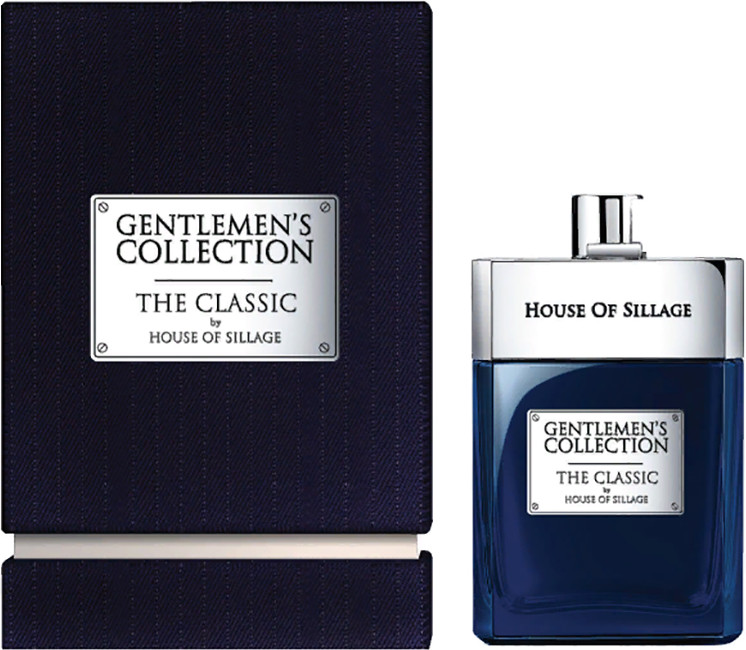 GENTLEMEN'S
COLLECTION
THE CLASSIC
by
HOUSE OF SILLAGE
HOUSE OF SILLAGE
GENTLEMEN'S
COLLECTION
THE CLASSIC
by
HOUSE OF SILLAGE